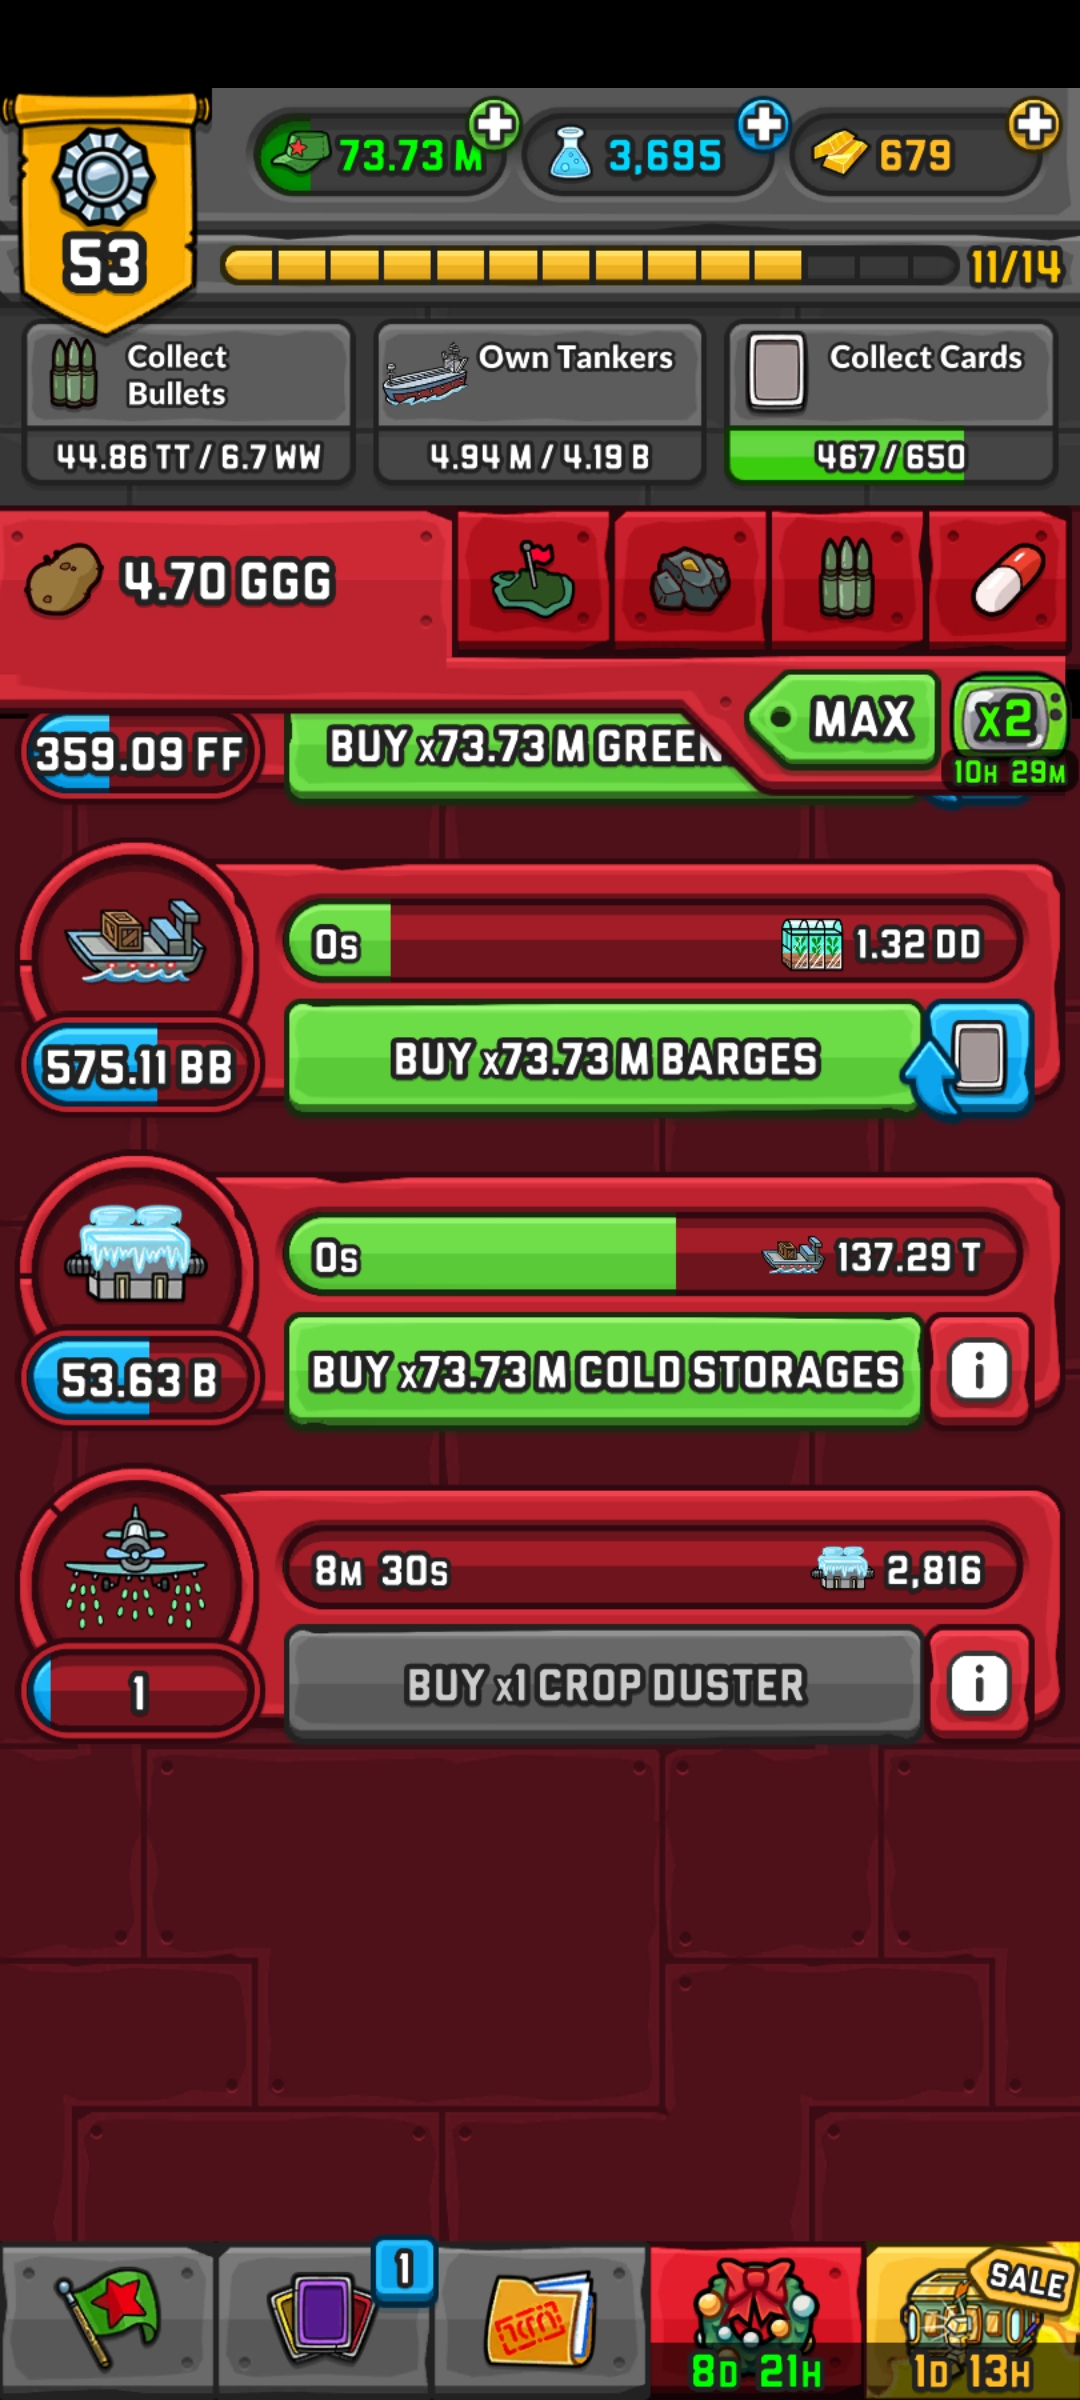 73.73 M
3,695
679
53
11/14
Collect
Bullets
44.86 TT / 6.7 WW
Own Tankers
4.94 M / 4.19 B
Collect Cards
467 / 650
4.70 GGG
MAX
x2
10H 29M
359.09 FF
BUY x73.73 M GREEN
0s
1.32 DD
575.11 BB
BUY x73.73 M BARGES
0s
137.29 T
53.63 B
BUY x73.73 M COLD STORAGES
i
8M 30s
2,816
1
BUY x1 CROP DUSTER
i
1
SALE
8D 21H
1D 13H